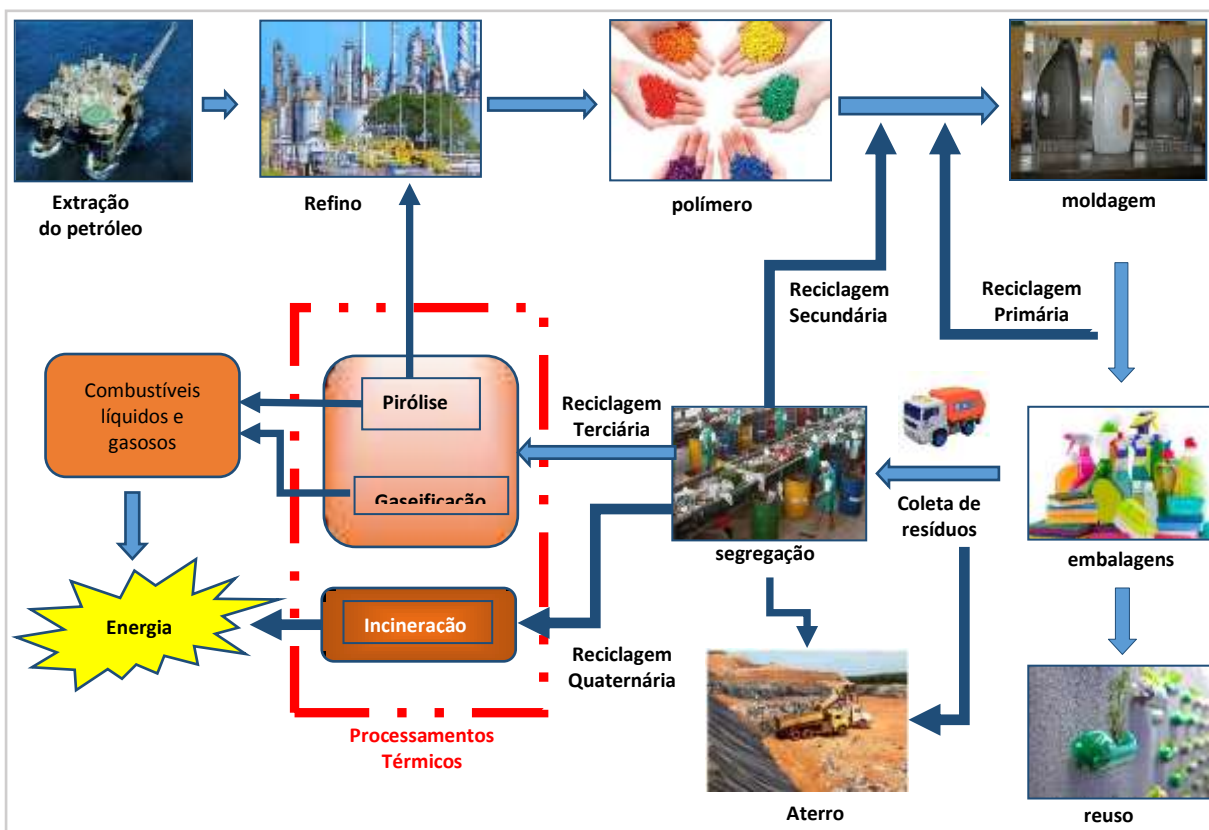 Extração
do petróleo
Refino
polímero
moldagem
Reciclagem
Secundária
Reciclagem
Primária
Combustíveis
líquidos e
gasosos
Pirólise
Gaseificação
Reciclagem
Terciária
Coleta de
resíduos
segregação
embalagens
Energia
Incineração
Reciclagem
Quaternária
Processamentos
Térmicos
Aterro
reuso